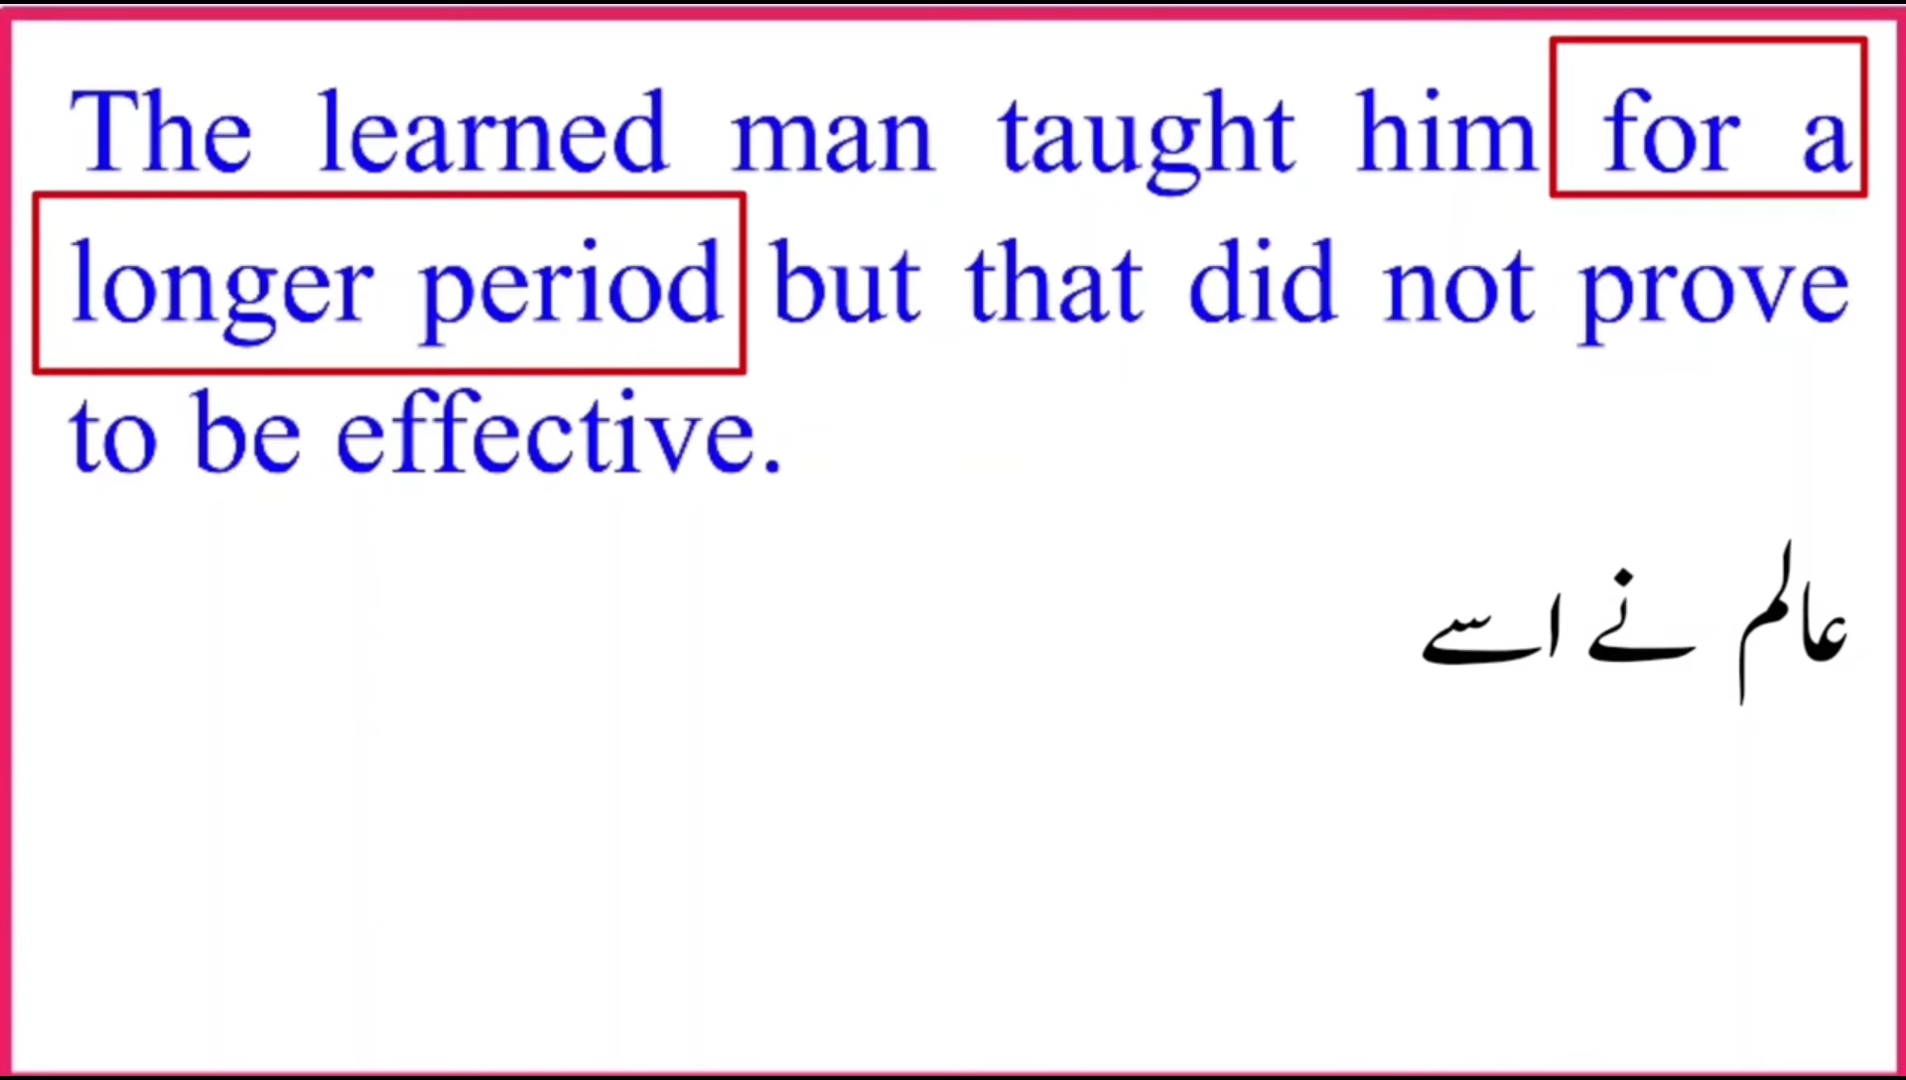 The learned man taught him for a
longer period but that did not prove
to be effective.
عالم نے اسے